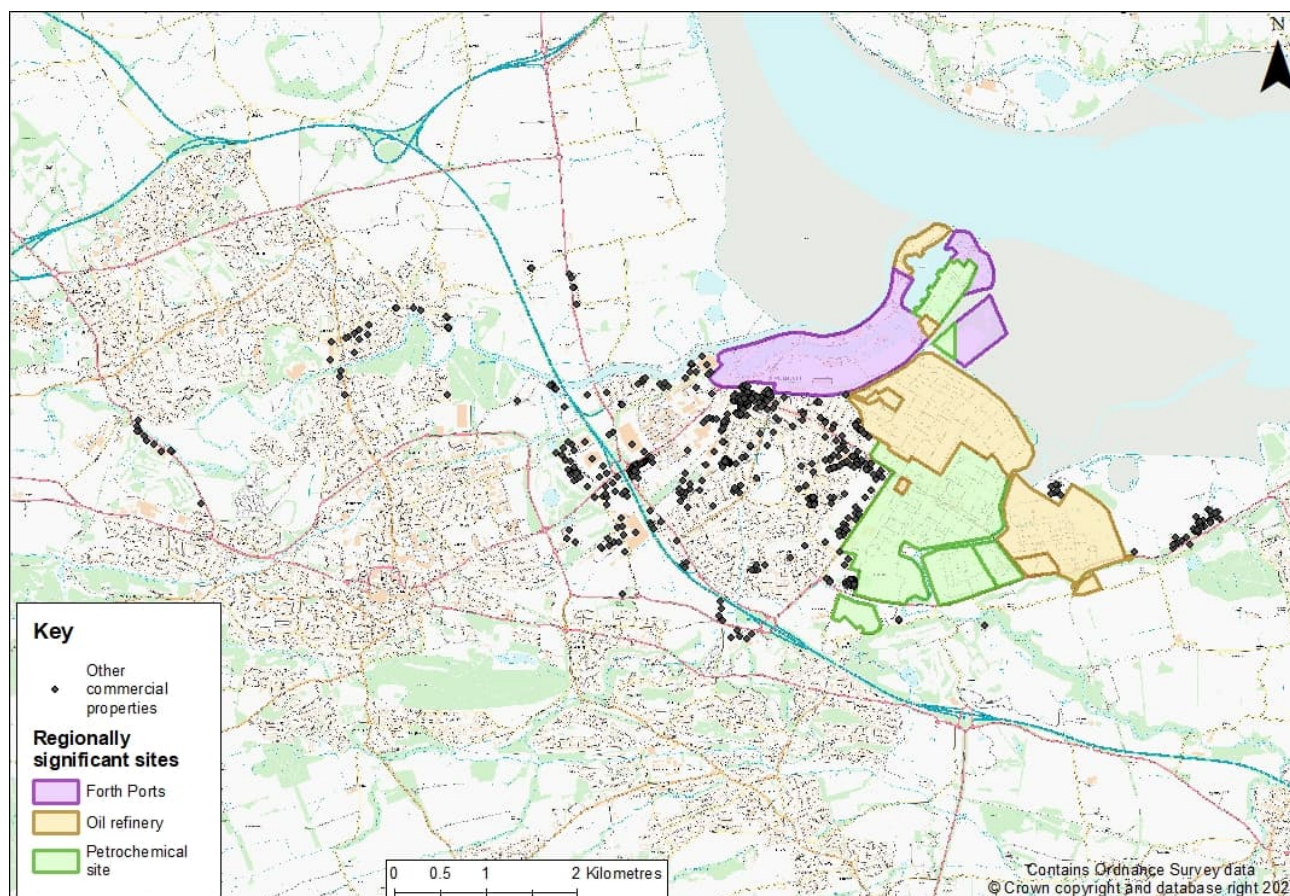 N
Key
Other
commercial
properties
Regionally
significant sites
Forth Ports
Oil refinery
Petrochemical
site
0 0.5 1 2 Kilometres
Contains Ordnance Survey data
© Crown copyright and database right 202